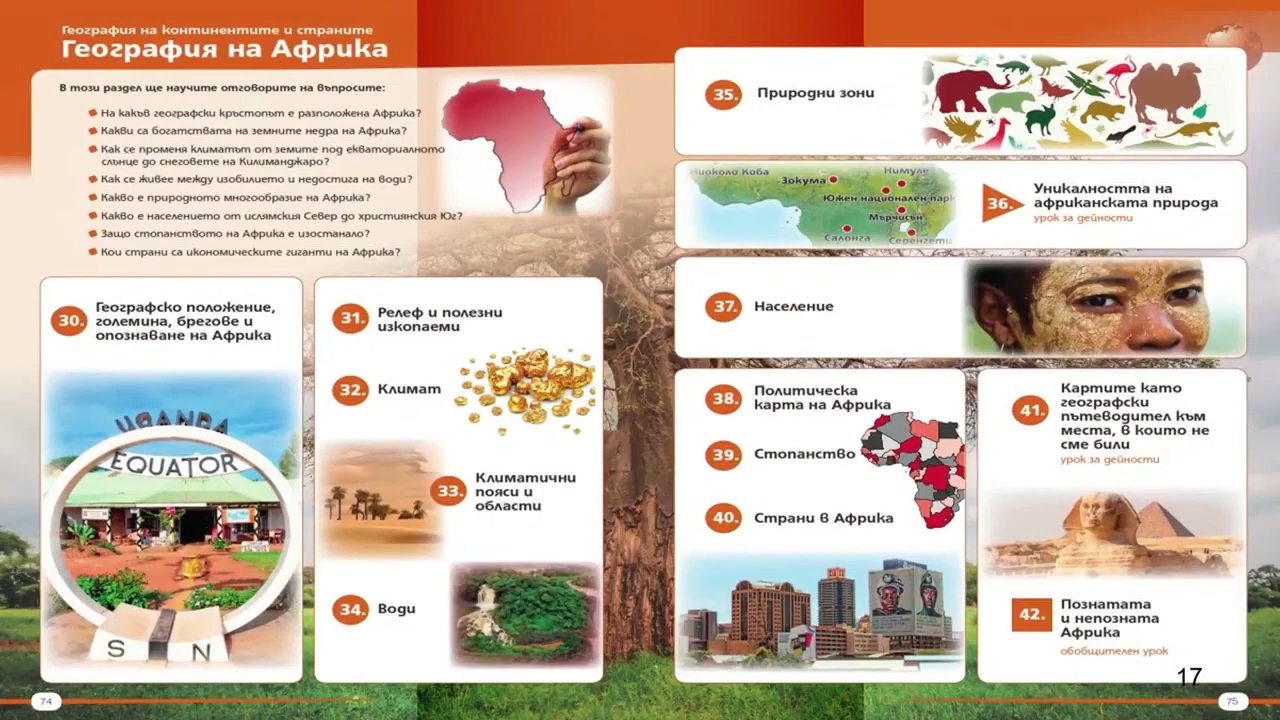 География на континентите и страните
География на Африка
В този раздел ще научите отговорите на въпросите:
На какъв географски кръстопът е разположена Африка?
Какви са богатствата на земните недра на Африка?
Как се променя климатът от земите под екваториалното
слънце до снеговете на Килиманджаро?
Как се живее между изобилието и недостига на води?
Какво е природното многообразие на Африка?
Какво е населението от ислямския Север до християнския Юг?
Защо стопанството на Африка е изостанало?
Кои страни са икономическите гиганти на Африка?
30.
Географско положение,
големина, брегове и
опознаване на Африка
UGANDA
EQUATOR
S N
31.
Релеф и полезни
изкопаеми
32.
Климат
33.
Климатични
пояси и
области
34.
Води
35.
Природни зони
Ниоколо Коба
Зокума
Нимуле
Южен национален парк
Мърчисън
Салонга
Серенгети
36.
Уникалността на
африканската природа
урок за дейности
37.
Население
38.
Политическа
карта на Африка
39.
Стопанство
40.
Страни в Африка
41.
Картите като
географски
пътеводител към
места, в които не
сме били
урок за дейности
42.
Познатата
и непозната
Африка
обобщителен урок
17
74
75